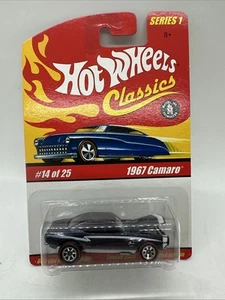 SERIES 1
8+
Hot Wheels
Classics
#14 of 25
1967 Camaro